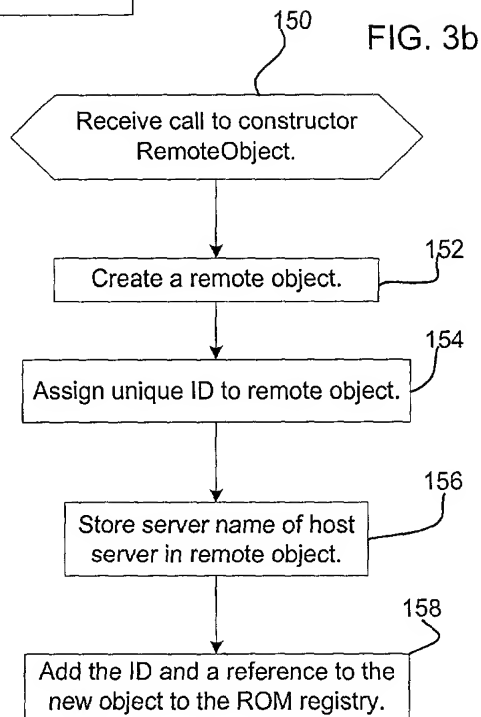 150
FIG. 3b
Receive call to constructor
RemoteObject.
152
Create a remote object.
154
Assign unique ID to remote object.
156
Store server name of host
server in remote object.
158
Add the ID and a reference to the
new object to the ROM registry.